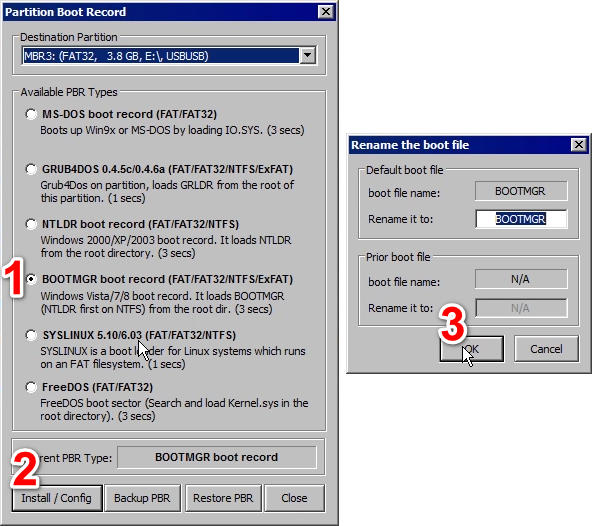 Partition Boot Record
Destination Partition
MBR3: (FAT32,   3.8 GB, E:\, USBUSB)
Available PBR Types
MS-DOS boot record (FAT/FAT32)
Boots up Win9x or MS-DOS by loading IO.SYS. (3 secs)
GRUB4DOS 0.4.5c/0.4.6a (FAT/FAT32/NTFS/ExFAT)
Grub4Dos on partition, loads GRLDR from the root of
this partition. (1 secs)
NTLDR boot record (FAT/FAT32/NTFS)
Windows 2000/XP/2003 boot record. It loads NTLDR
from the root directory. (3 secs)
1
BOOTMGR boot record (FAT/FAT32/NTFS/ExFAT)
Windows Vista/7/8 boot record. It loads BOOTMGR
(NTLDR first on NTFS) from the root dir. (3 secs)
SYSLINUX 5.10/6.03 (FAT/FAT32/NTFS)
SYSLINUX is a boot loader for Linux systems which runs
on an FAT filesystem. (1 secs)
FreeDOS (FAT/FAT32)
FreeDOS boot sector (Search and load Kernel.sys in the
root directory). (3 secs)
2
rent PBR Type: BOOTMGR boot record
Install / Config Backup PBR Restore PBR Close
Rename the boot file
Default boot file
boot file name: BOOTMGR
Rename it to: BOOTMGR
Prior boot file
boot file name: N/A
Rename it to: N/A
3
OK Cancel